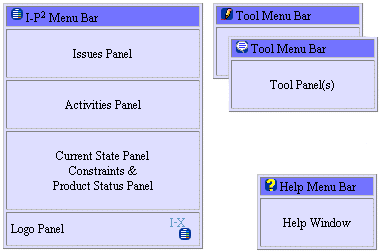 I-P² Menu Bar
Issues Panel
Activities Panel
Current State Panel
Constraints &
Product Status Panel
Logo Panel
I-X
Tool Menu Bar
Tool Menu Bar
Tool Panel(s)
? Help Menu Bar
Help Window